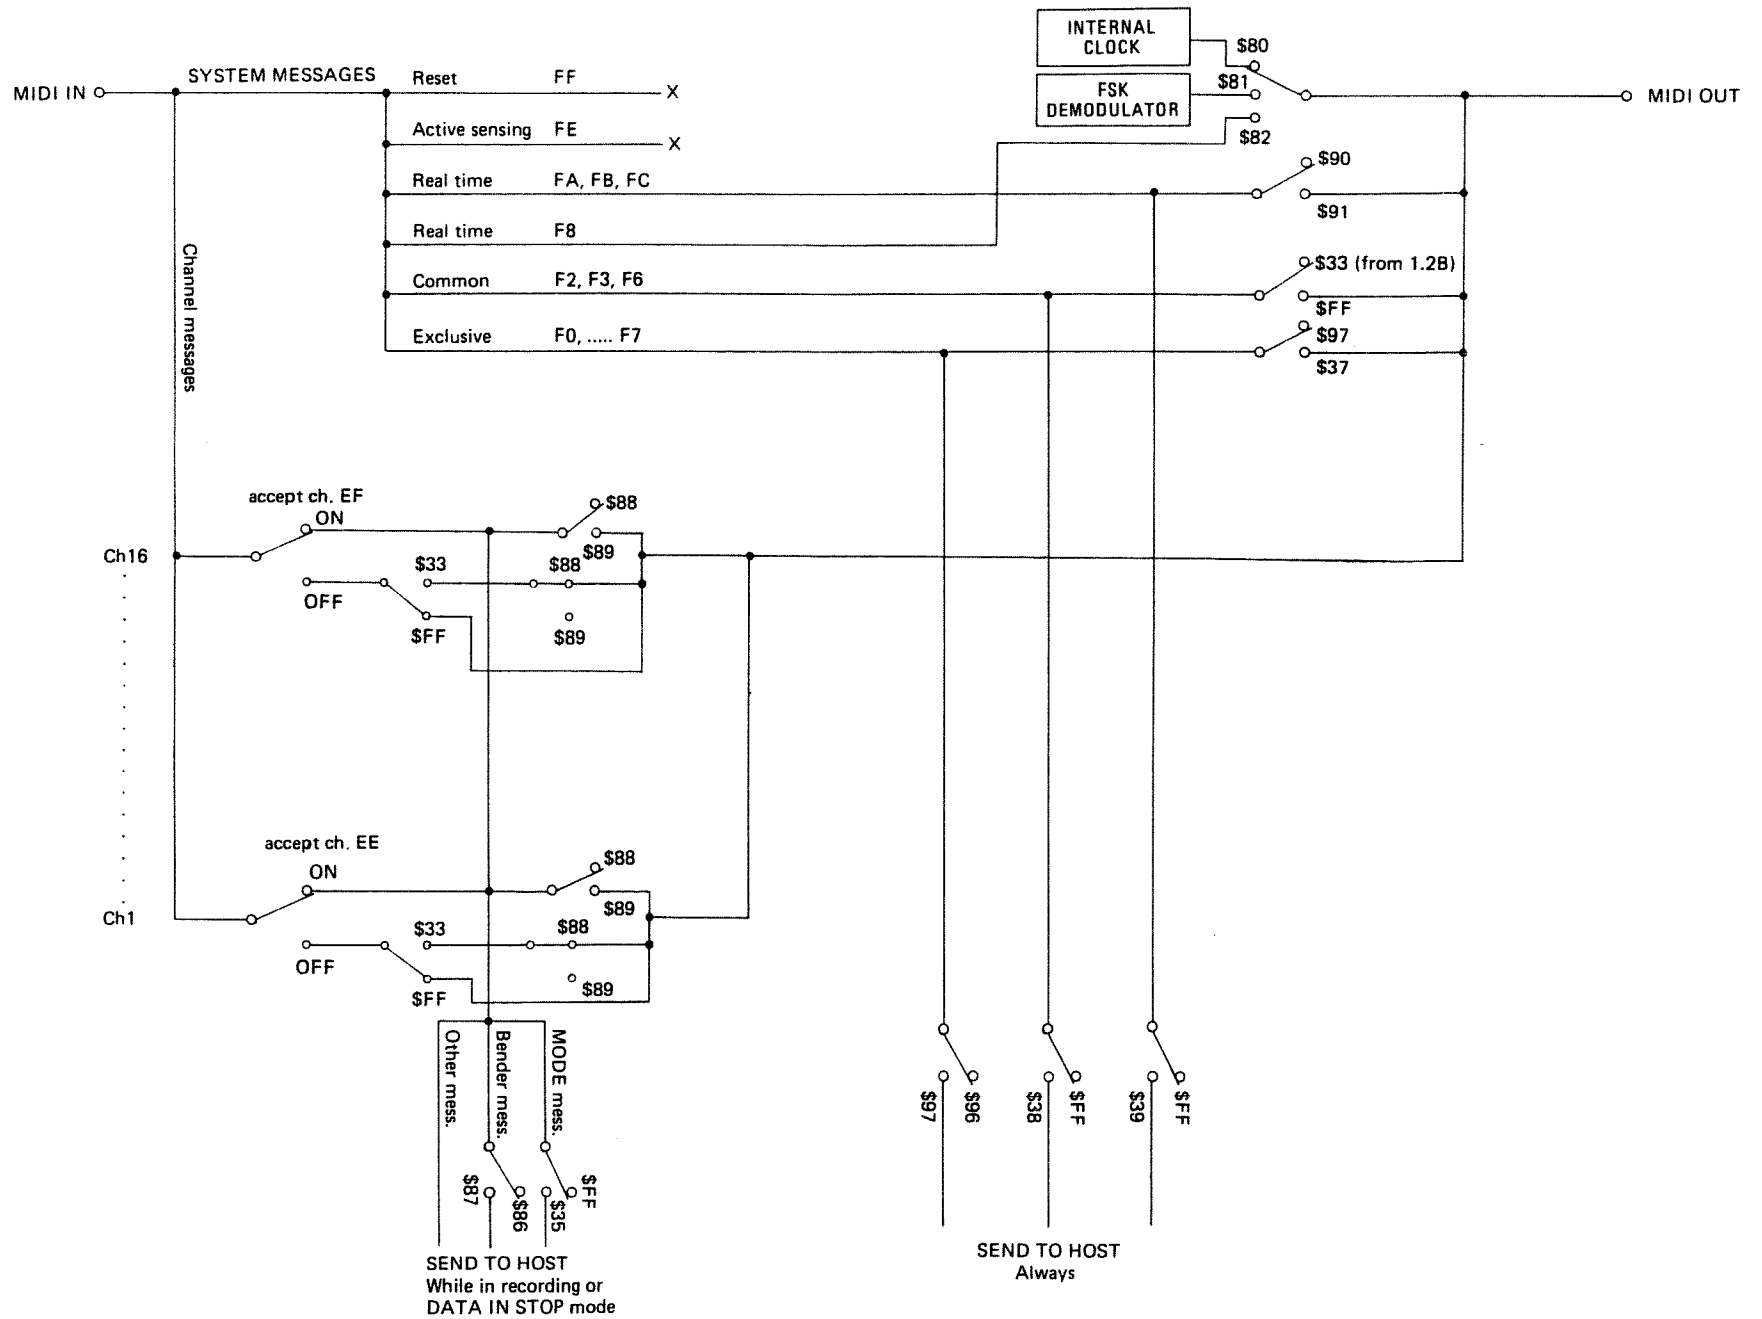 INTERNAL
CLOCK
$80
SYSTEM MESSAGES
Reset FF
X
MIDI IN
$81
FSK
DEMODULATOR
MIDI OUT
Active sensing FE
X
$82
$90
Real time FA, FB, FC
$91
Real time F8
Channel messages
$33 (from 1.2B)
Common F2, F3, F6
$FF
Exclusive F0, ..... F7
$97
$37
accept ch. EF
ON
$88
Ch16
$89
$33
$88
OFF
$FF
$89
accept ch. EE
ON
$88
Ch1
$89
$33
$88
OFF
$FF
$89
Other mess.
Bender mess.
MODE mess.
$97
$96
$38
$FF
$39
$FF
$87
$86
$35
$FF
SEND TO HOST
While in recording or
DATA IN STOP mode
SEND TO HOST
Always